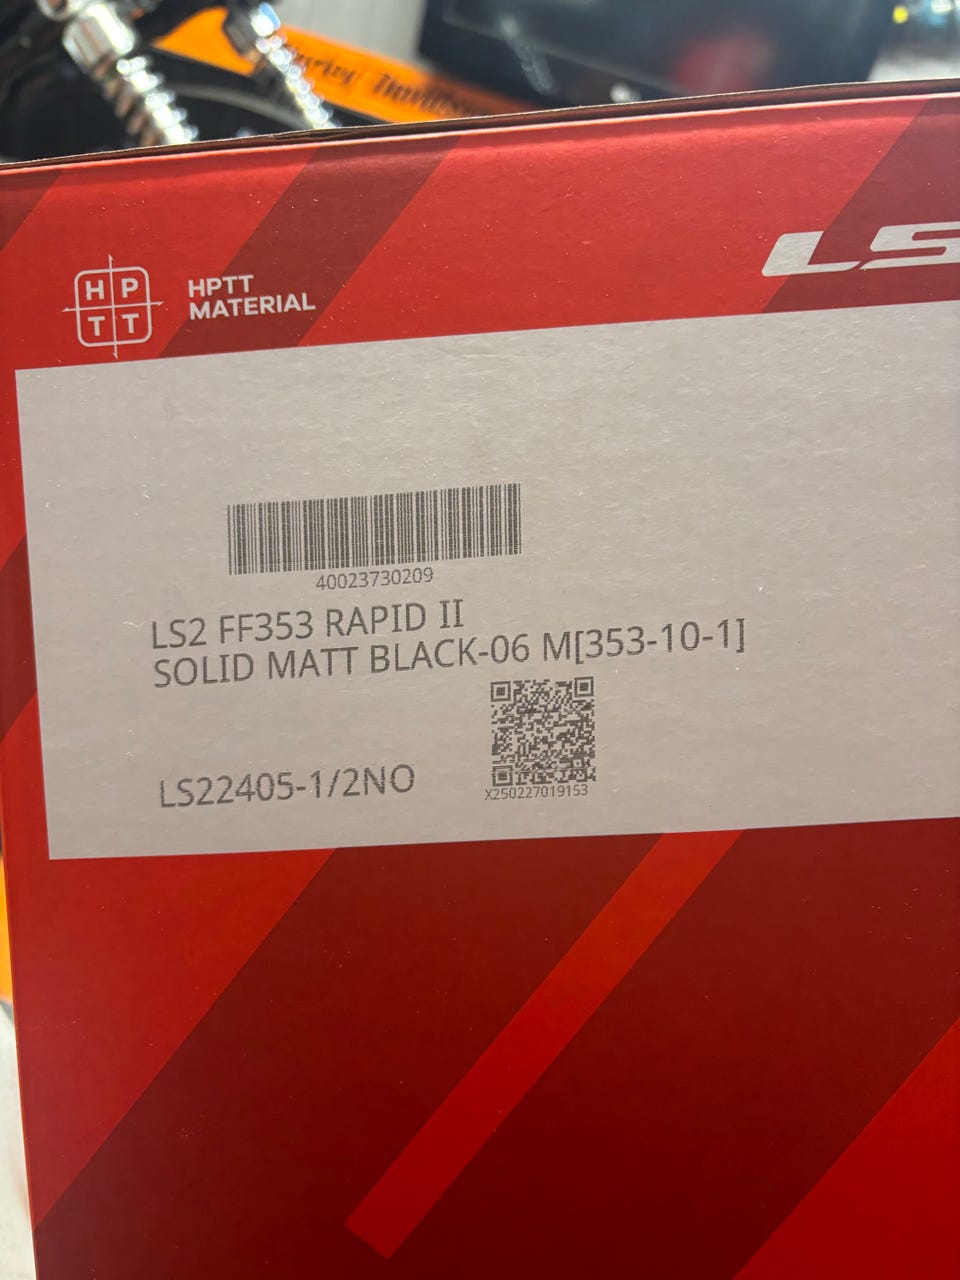 H P
T T
HPTT
MATERIAL
LS
40023730209
LS2 FF353 RAPID II
SOLID MATT BLACK-06 M[353-10-1]
X250227019153
LS22405-1/2NO